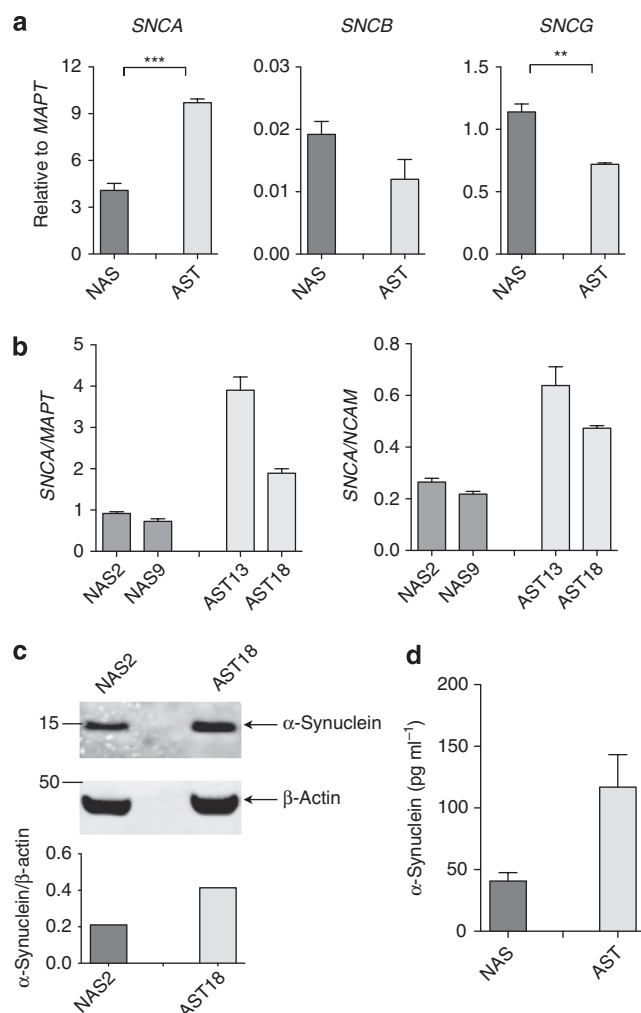 a
SNCA
SNCB
SNCG
Relative to MAPT
12
9
6
3
0
***
NAS
AST
0.03
0.02
0.01
0.00
NAS
AST
1.5
1.0
0.5
0.0
**
NAS
AST
b
SNCA/MAPT
5
4
3
2
1
0
NAS2
NAS9
AST13
AST18
SNCA/NCAM
0.8
0.6
0.4
0.2
0.0
NAS2
NAS9
AST13
AST18
c
NAS2
AST18
15
α-Synuclein
50
β-Actin
α-Synuclein/β-actin
0.6
0.4
0.2
0.0
NAS2
AST18
d
α-Synuclein (pg ml⁻¹)
200
150
100
50
0
NAS
AST